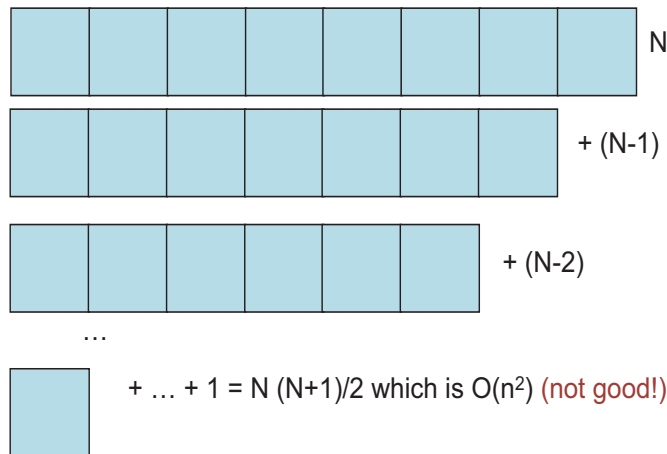 N
+ (N-1)
+ (N-2)
…
+ … + 1 = N (N+1)/2 which is O(n²) (not good!)